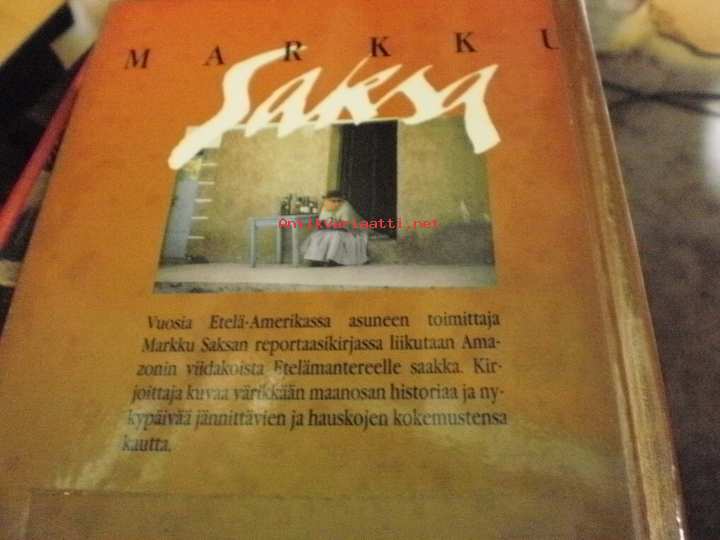 MARKKU
Saksa
Antikvariaatti.net
Vuosia Etelä-Amerikassa asuneen toimittaja
Markku Saksan reportaasikirjassa liikutaan Ama-
zonin viidakoista Etelämantereelle saakka. Kir-
joittaja kuvaa värikkään maanosan historiaa ja ny-
kypäivää jännittävien ja hauskojen kokemustensa
kautta.